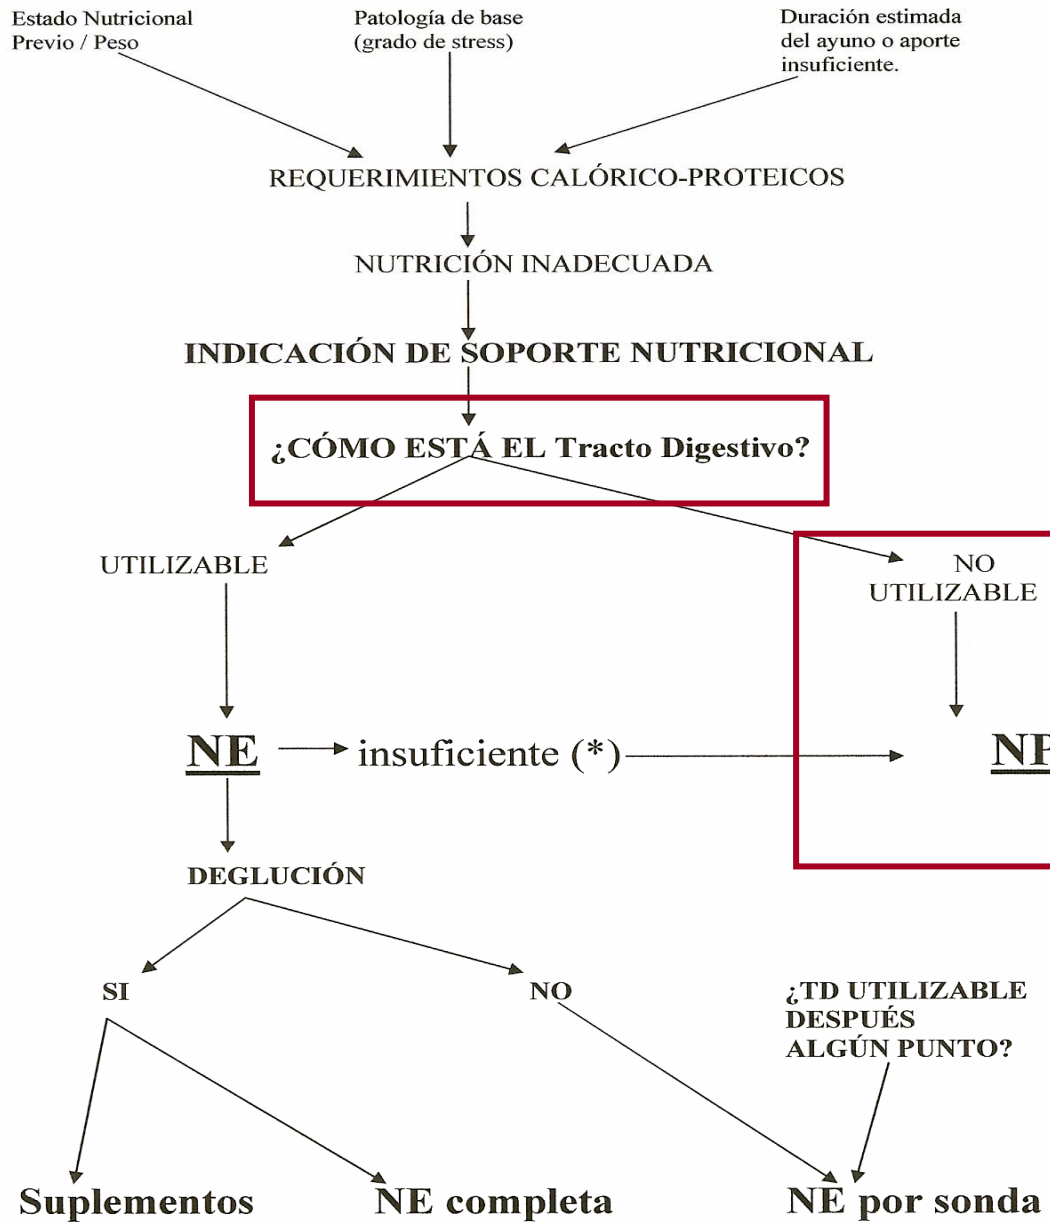 Estado Nutricional
Previo / Peso
Patología de base
(grado de stress)
Duración estimada
del ayuno o aporte
insuficiente.
REQUERIMIENTOS CALÓRICO-PROTEICOS
NUTRICIÓN INADECUADA
INDICACIÓN DE SOPORTE NUTRICIONAL
¿CÓMO ESTÁ EL Tracto Digestivo?
UTILIZABLE
NO
UTILIZABLE
NE
insuficiente (*)
NP
DEGLUCIÓN
SI
NO
¿TD UTILIZABLE
DESPUÉS
ALGÚN PUNTO?
Suplementos
NE completa
NE por sonda